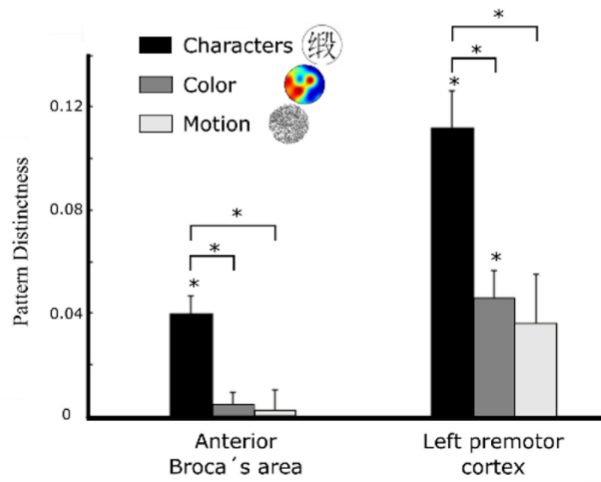 Characters 缎
Color
Motion
Pattern Distinctness
0.12
0.08
0.04
0
*
*
*
*
*
*
*
Anterior
Broca´s area
Left premotor
cortex